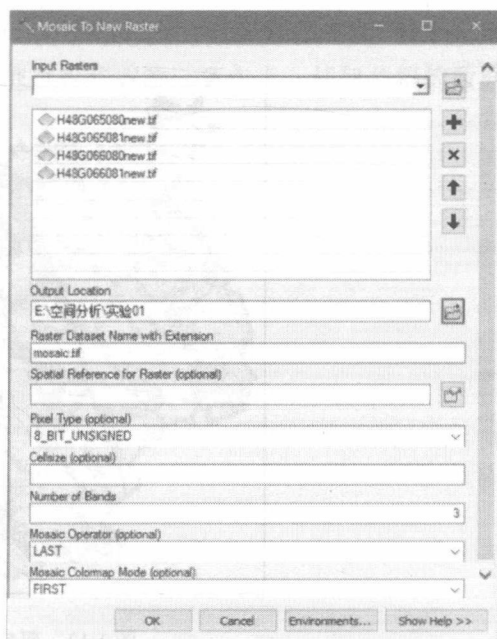 Mosaic To New Raster
Input Rasters
H48G065080new.tif
H48G065081new.tif
H48G066080new.tif
H48G066081new.tif
Output Location
E:\空间分析\实验01
Raster Dataset Name with Extension
mosaic.tif
Spatial Reference for Raster (optional)
Pixel Type (optional)
8_BIT_UNSIGNED
Cellsize (optional)
Number of Bands
3
Mosaic Operator (optional)
LAST
Mosaic Colormap Mode (optional)
FIRST
OK Cancel Environments... Show Help >>